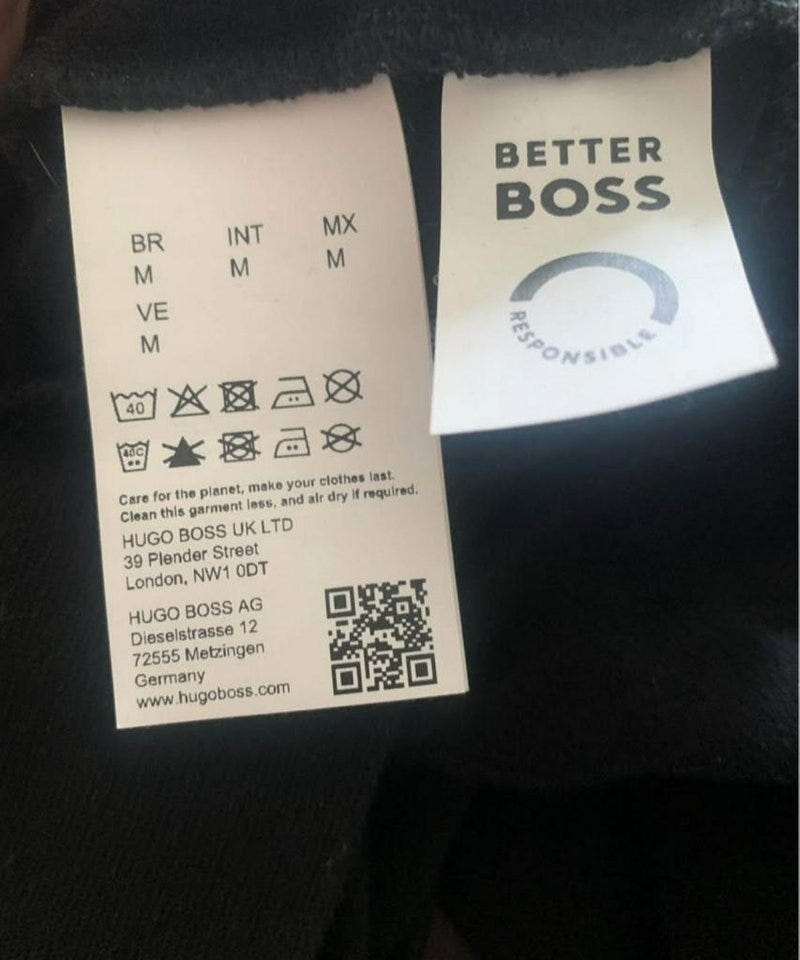 BR INT MX
M M M
VE
M
40
40C
Care for the planet, make your clothes last.
Clean this garment less, and air dry if required.
HUGO BOSS UK LTD
39 Plender Street
London, NW1 0DT
HUGO BOSS AG
Dieselstrasse 12
72555 Metzingen
Germany
www.hugoboss.com
BETTER
BOSS
RESPONSIBLE